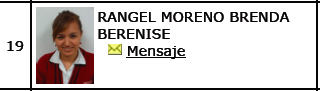 19
RANGEL MORENO BRENDA
BERENISE
Mensaje